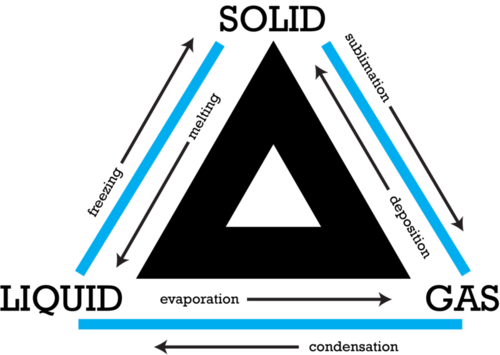 SOLID
sublimation
melting
freezing
deposition
LIQUID
evaporation
GAS
condensation